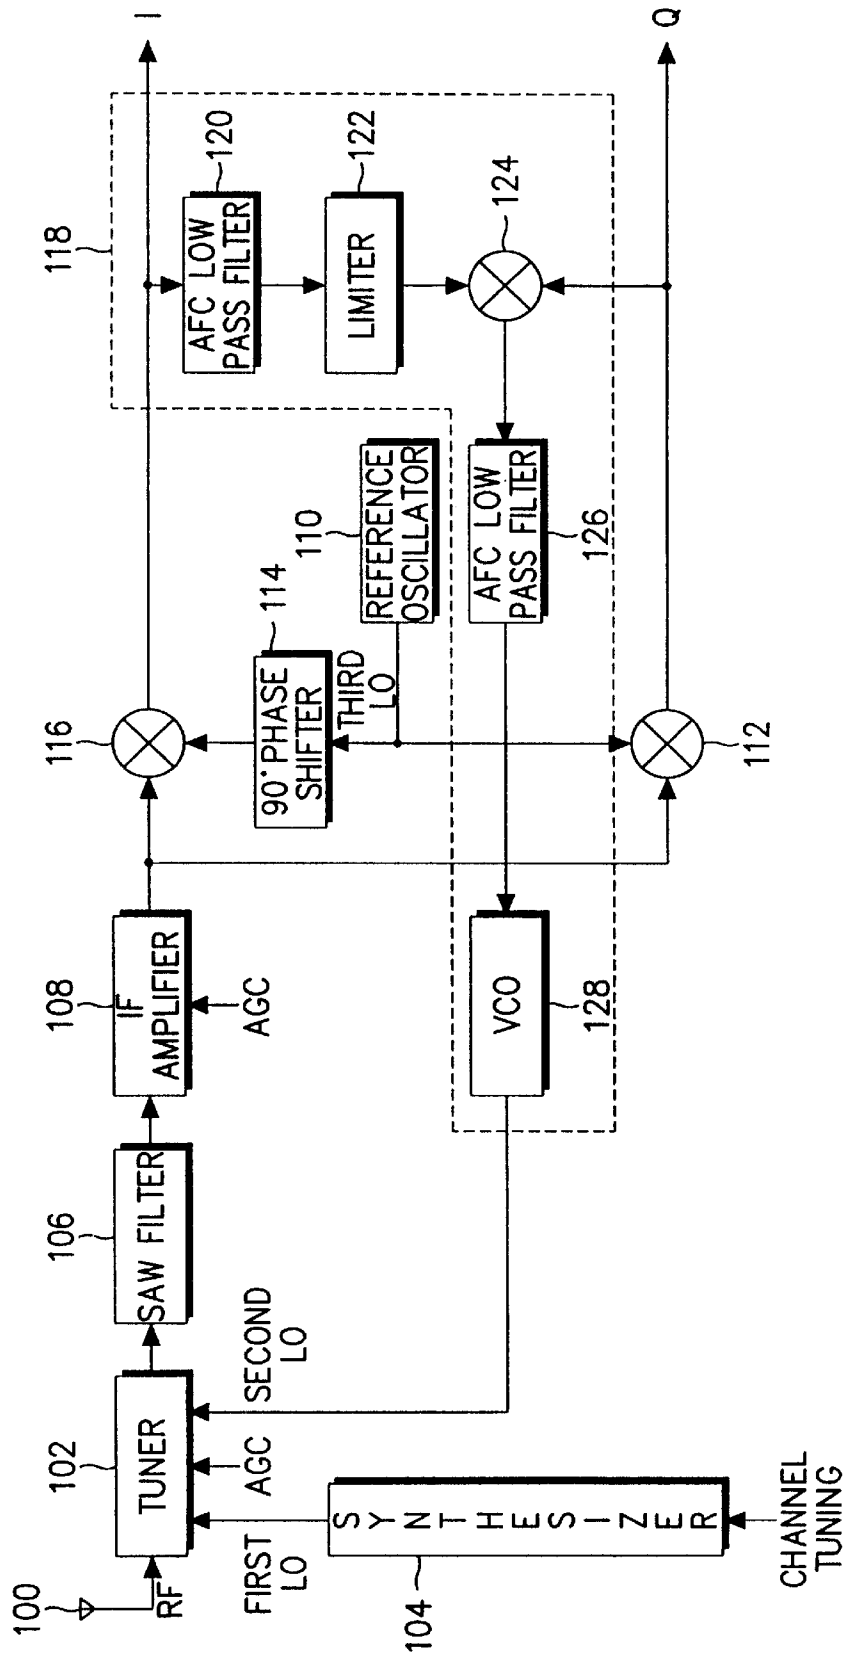 100
RF
102
TUNER
FIRST
LO
AGC
SECOND
LO
104
SYNTHESIZER
CHANNEL
TUNING
106
SAW FILTER
108
IF
AMPLIFIER
AGC
116
114
90°PHASE
SHIFTER
THIRD
LO
110
REFERENCE
OSCILLATOR
112
118
AFC LOW
PASS FILTER
120
LIMITER
122
124
AFC LOW
PASS FILTER
126
VCO
128
I
Q